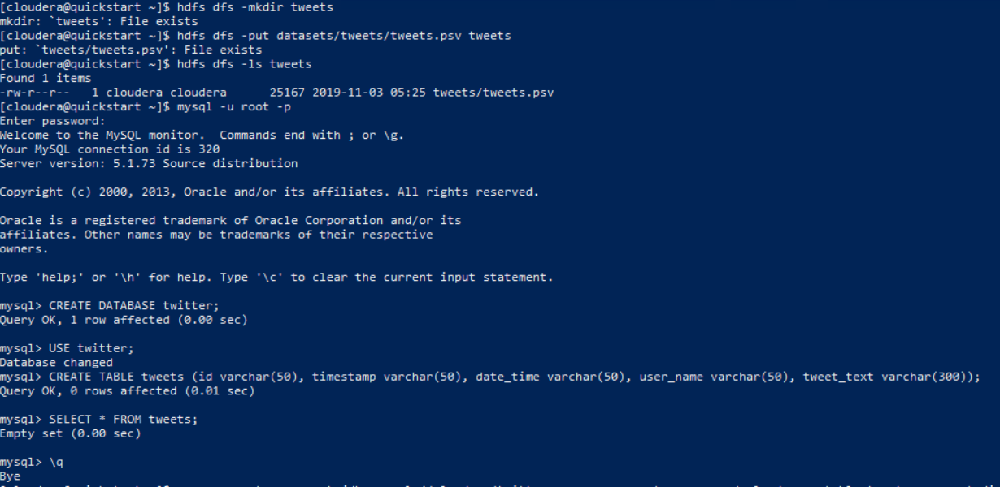 [cloudera@quickstart ~]$ hdfs dfs -mkdir tweets
mkdir: `tweets': File exists
[cloudera@quickstart ~]$ hdfs dfs -put datasets/tweets/tweets.psv tweets
put: `tweets/tweets.psv': File exists
[cloudera@quickstart ~]$ hdfs dfs -ls tweets
Found 1 items
-rw-r--r--   1 cloudera cloudera      25167 2019-11-03 05:25 tweets/tweets.psv
[cloudera@quickstart ~]$ mysql -u root -p
Enter password:
Welcome to the MySQL monitor.  Commands end with ; or \g.
Your MySQL connection id is 320
Server version: 5.1.73 Source distribution
Copyright (c) 2000, 2013, Oracle and/or its affiliates. All rights reserved.
Oracle is a registered trademark of Oracle Corporation and/or its
affiliates. Other names may be trademarks of their respective
owners.
Type 'help;' or '\h' for help. Type '\c' to clear the current input statement.
mysql> CREATE DATABASE twitter;
Query OK, 1 row affected (0.00 sec)
mysql> USE twitter;
Database changed
mysql> CREATE TABLE tweets (id varchar(50), timestamp varchar(50), date_time varchar(50), user_name varchar(50), tweet_text varchar(300));
Query OK, 0 rows affected (0.01 sec)
mysql> SELECT * FROM tweets;
Empty set (0.00 sec)
mysql> \q
Bye